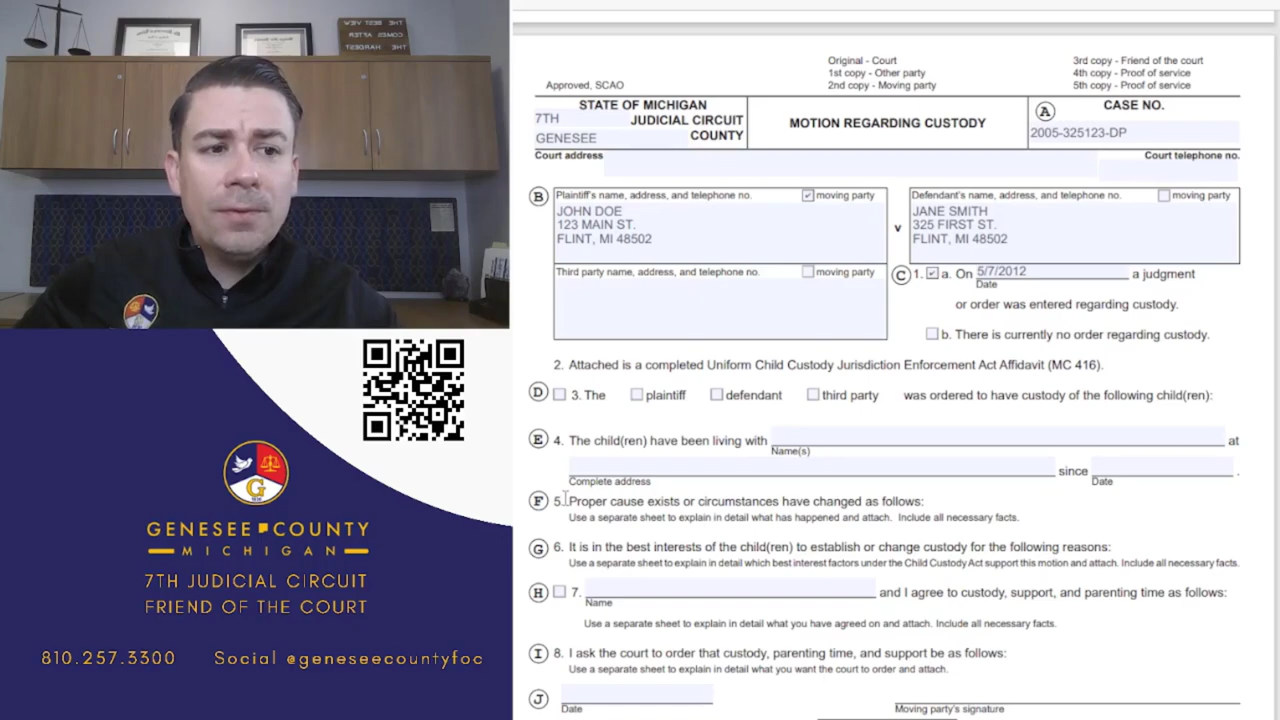 THE BEST VIEW
COMES AFTER
THE HARDEST
GENESEE COUNTY
MICHIGAN
7TH JUDICIAL CIRCUIT
FRIEND OF THE COURT
810.257.3300 Social @geneseecountyfoc
Approved, SCAO
Original - Court
1st copy - Other party
2nd copy - Moving party
3rd copy - Friend of the court
4th copy - Proof of service
5th copy - Proof of service
STATE OF MICHIGAN
7TH JUDICIAL CIRCUIT
GENESEE COUNTY
MOTION REGARDING CUSTODY
A CASE NO.
2005-325123-DP
Court address Court telephone no.
B Plaintiff's name, address, and telephone no. moving party
JOHN DOE
123 MAIN ST.
FLINT, MI 48502
v
Defendant's name, address, and telephone no. moving party
JANE SMITH
325 FIRST ST.
FLINT, MI 48502
Third party name, address, and telephone no. moving party
C 1. a. On 5/7/2012 a judgment
Date
or order was entered regarding custody.
b. There is currently no order regarding custody.
2. Attached is a completed Uniform Child Custody Jurisdiction Enforcement Act Affidavit (MC 416).
D 3. The plaintiff defendant third party was ordered to have custody of the following child(ren):
E 4. The child(ren) have been living with at
Name(s)
since .
Complete address Date
F 5. Proper cause exists or circumstances have changed as follows:
Use a separate sheet to explain in detail what has happened and attach. Include all necessary facts.
G 6. It is in the best interests of the child(ren) to establish or change custody for the following reasons:
Use a separate sheet to explain in detail which best interest factors under the Child Custody Act support this motion and attach. Include all necessary facts.
H 7. and I agree to custody, support, and parenting time as follows:
Name
Use a separate sheet to explain in detail what you have agreed on and attach. Include all necessary facts.
I 8. I ask the court to order that custody, parenting time, and support be as follows:
Use a separate sheet to explain in detail what you want the court to order and attach.
J
Date Moving party's signature